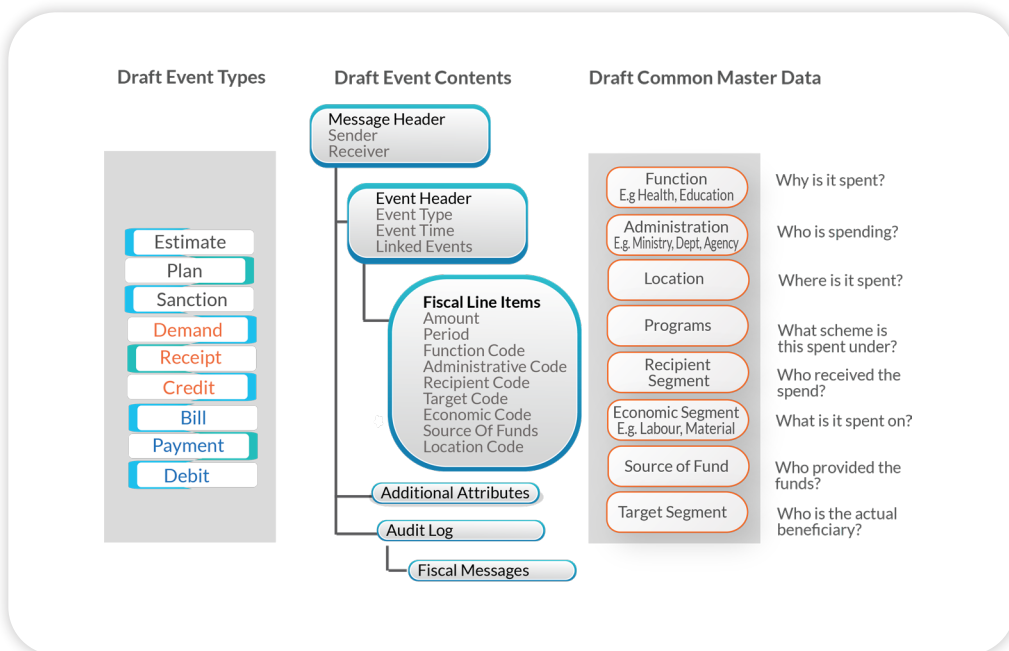 Draft Event Types
Estimate
Plan
Sanction
Demand
Receipt
Credit
Bill
Payment
Debit
Draft Event Contents
Message Header
Sender
Receiver
Event Header
Event Type
Event Time
Linked Events
Fiscal Line Items
Amount
Period
Function Code
Administrative Code
Recipient Code
Target Code
Economic Code
Source Of Funds
Location Code
Additional Attributes
Audit Log
Fiscal Messages
Draft Common Master Data
Function
E.g Health, Education
Why is it spent?
Administration
E.g. Ministry, Dept, Agency
Who is spending?
Location
Where is it spent?
Programs
What scheme is
this spent under?
Recipient
Segment
Who received the
spend?
Economic Segment
E.g. Labour, Material
What is it spent on?
Source of Fund
Who provided the
funds?
Target Segment
Who is the actual
beneficiary?